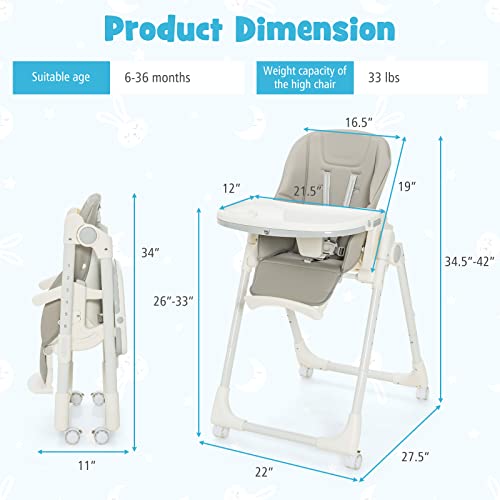 Product Dimension
Suitable age
6-36 months
Weight capacity of
the high chair
33 lbs
16.5"
12"
21.5"
19"
34"
26"-33"
34.5"-42"
11"
22"
27.5"